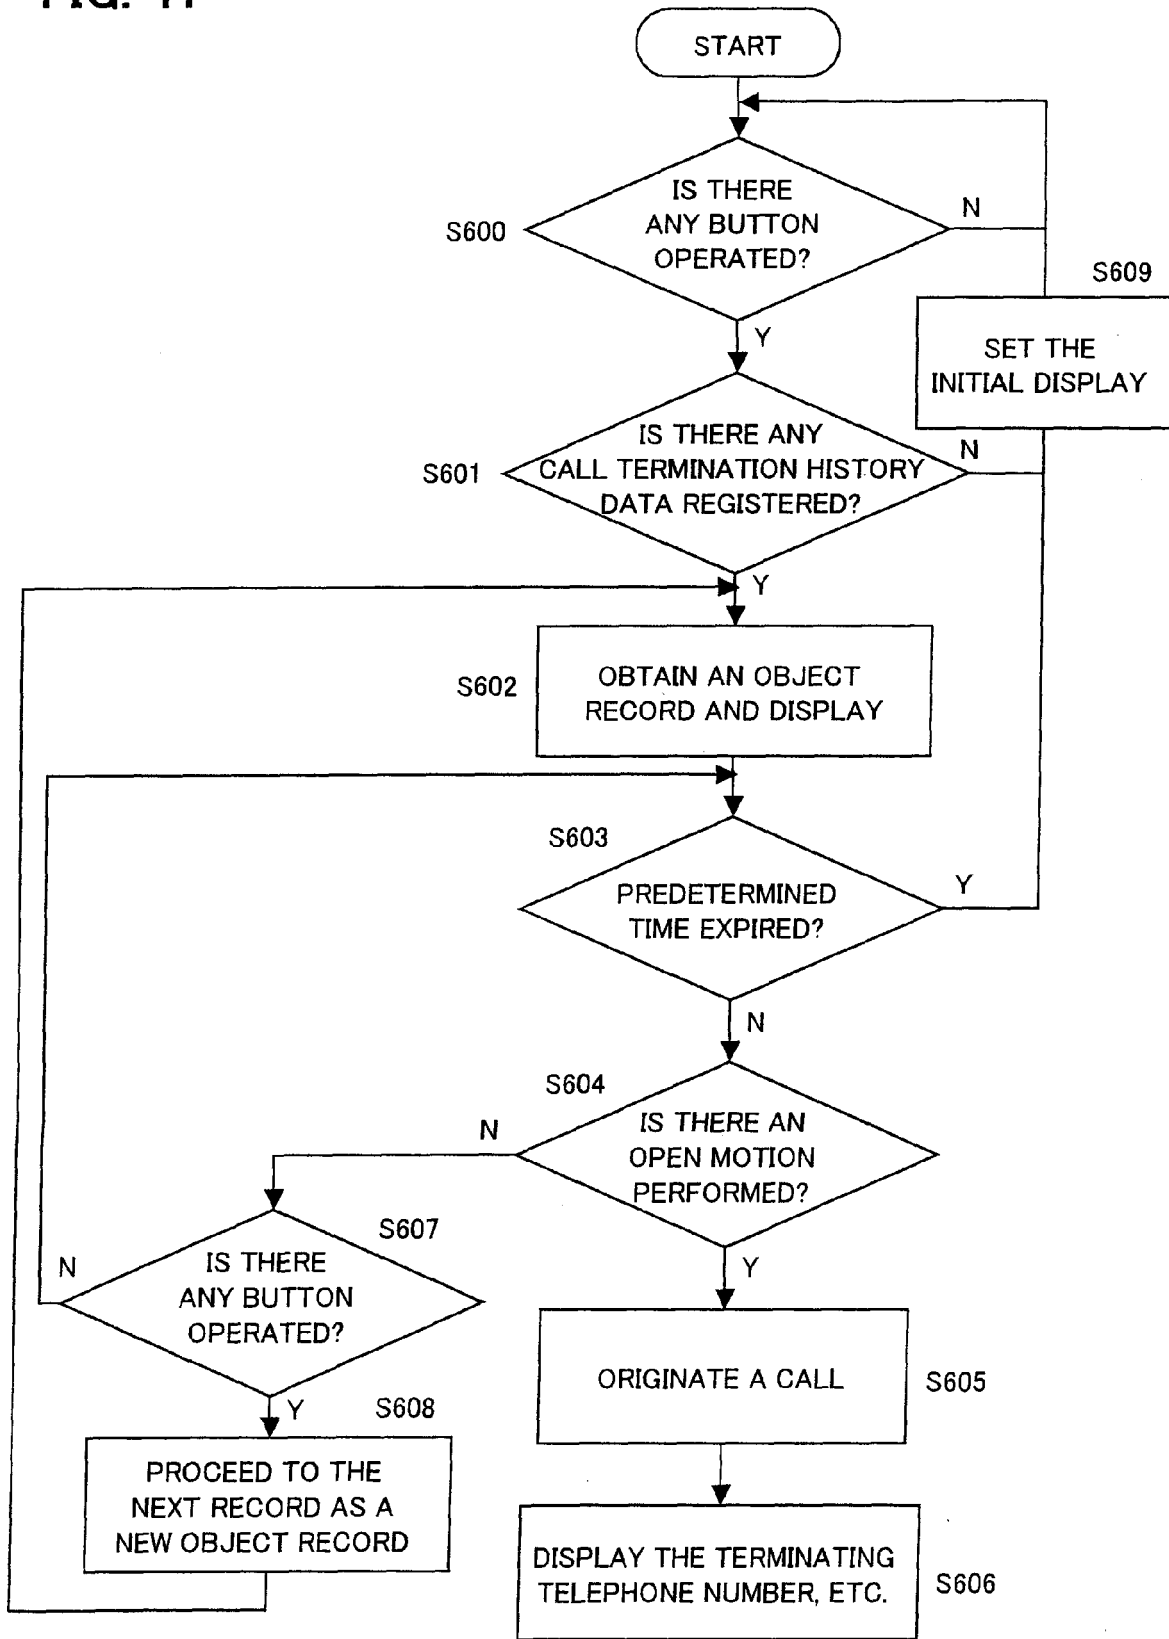 START
IS THERE
ANY BUTTON
OPERATED?
N
S600
S609
Y
SET THE
INITIAL DISPLAY
IS THERE ANY
CALL TERMINATION HISTORY
DATA REGISTERED?
N
S601
Y
OBTAIN AN OBJECT
RECORD AND DISPLAY
S602
S603
PREDETERMINED
TIME EXPIRED?
Y
N
S604
IS THERE AN
OPEN MOTION
PERFORMED?
N
S607
IS THERE
ANY BUTTON
OPERATED?
N
Y
Y
S608
ORIGINATE A CALL
S605
PROCEED TO THE
NEXT RECORD AS A
NEW OBJECT RECORD
DISPLAY THE TERMINATING
TELEPHONE NUMBER, ETC.
S606